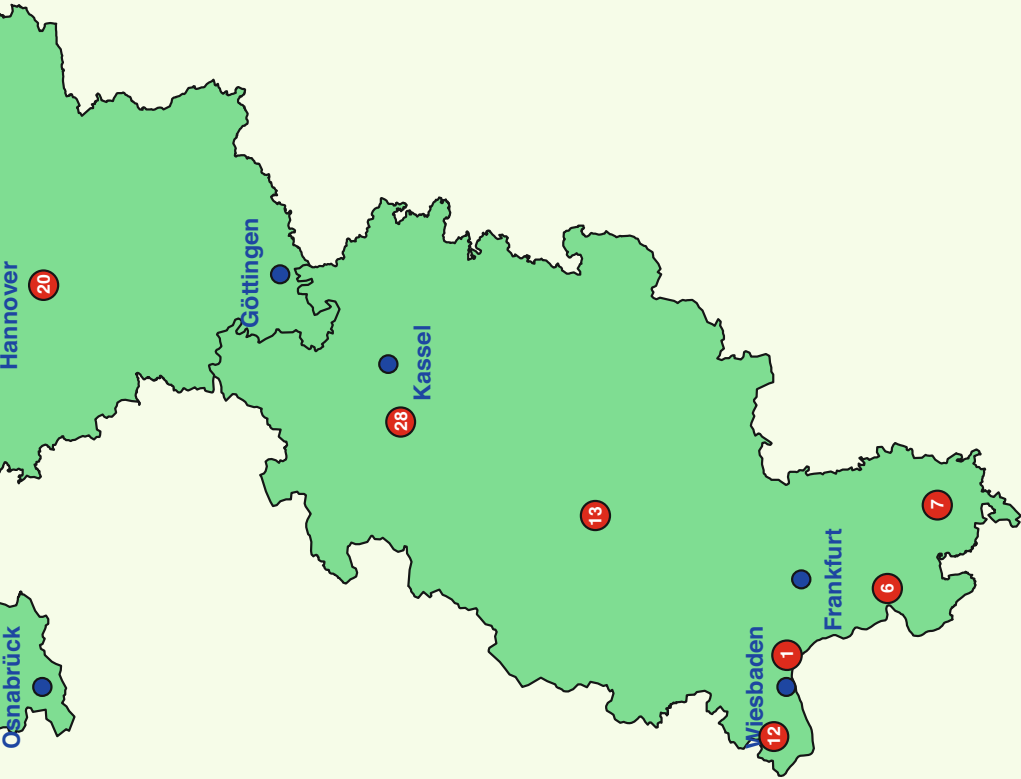 Hannover
20
Göttingen
Kassel
28
13
Osnabrück
Frankfurt
7
6
1
Wiesbaden
12